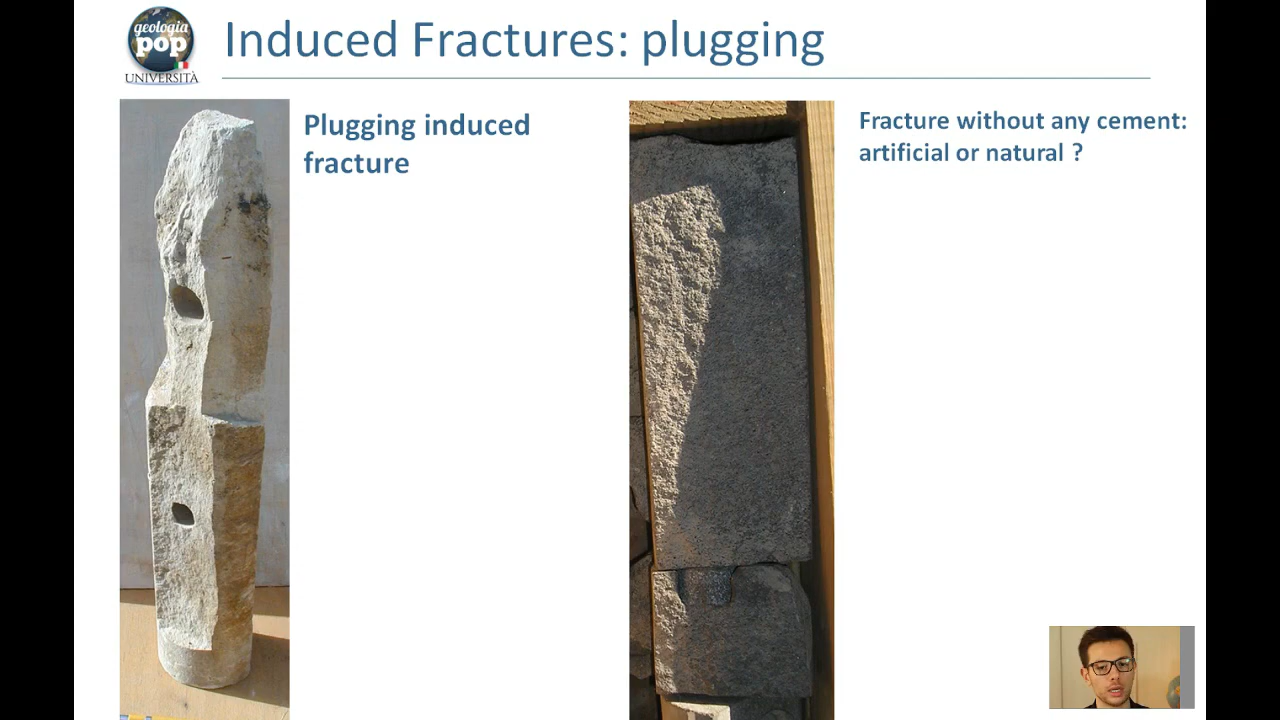 geologia
pop
UNIVERSITÀ
Induced Fractures: plugging
Plugging induced
fracture
Fracture without any cement:
artificial or natural ?